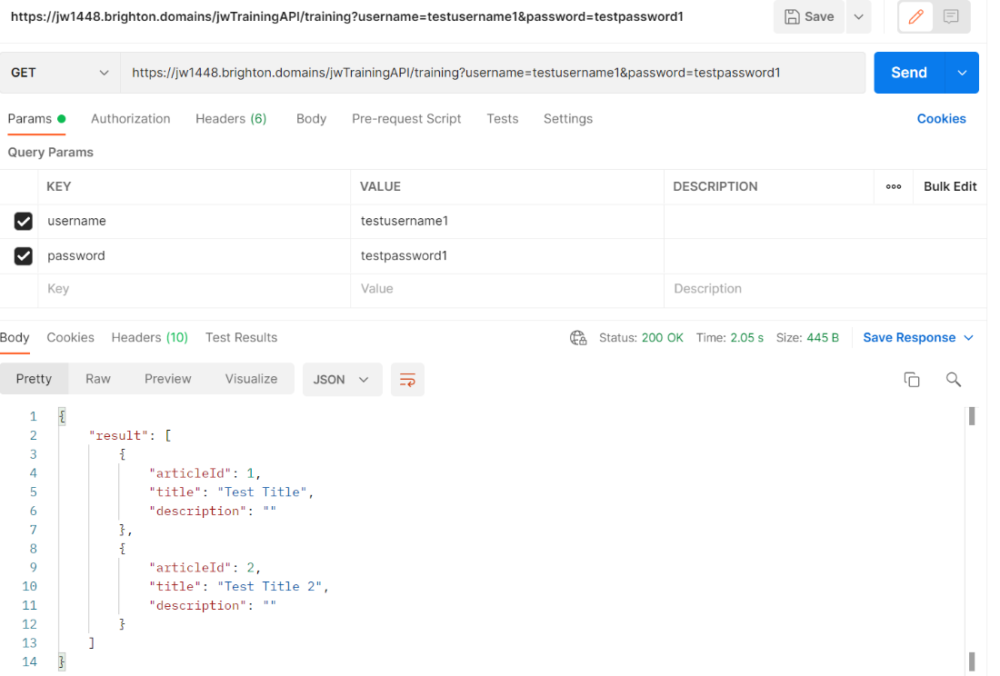 https://jw1448.brighton.domains/jwTrainingAPI/training?username=testusername1&password=testpassword1 Save
GET https://jw1448.brighton.domains/jwTrainingAPI/training?username=testusername1&password=testpassword1 Send
Params Authorization Headers (6) Body Pre-request Script Tests Settings Cookies
Query Params
KEY VALUE DESCRIPTION ooo Bulk Edit
username testusername1
password testpassword1
Key Value Description
Body Cookies Headers (10) Test Results Status: 200 OK Time: 2.05 s Size: 445 B Save Response
Pretty Raw Preview Visualize JSON
1 {
2 "result": [
3 {
4 "articleId": 1,
5 "title": "Test Title",
6 "description": ""
7 },
8 {
9 "articleId": 2,
10 "title": "Test Title 2",
11 "description": ""
12 }
13 ]
14 }